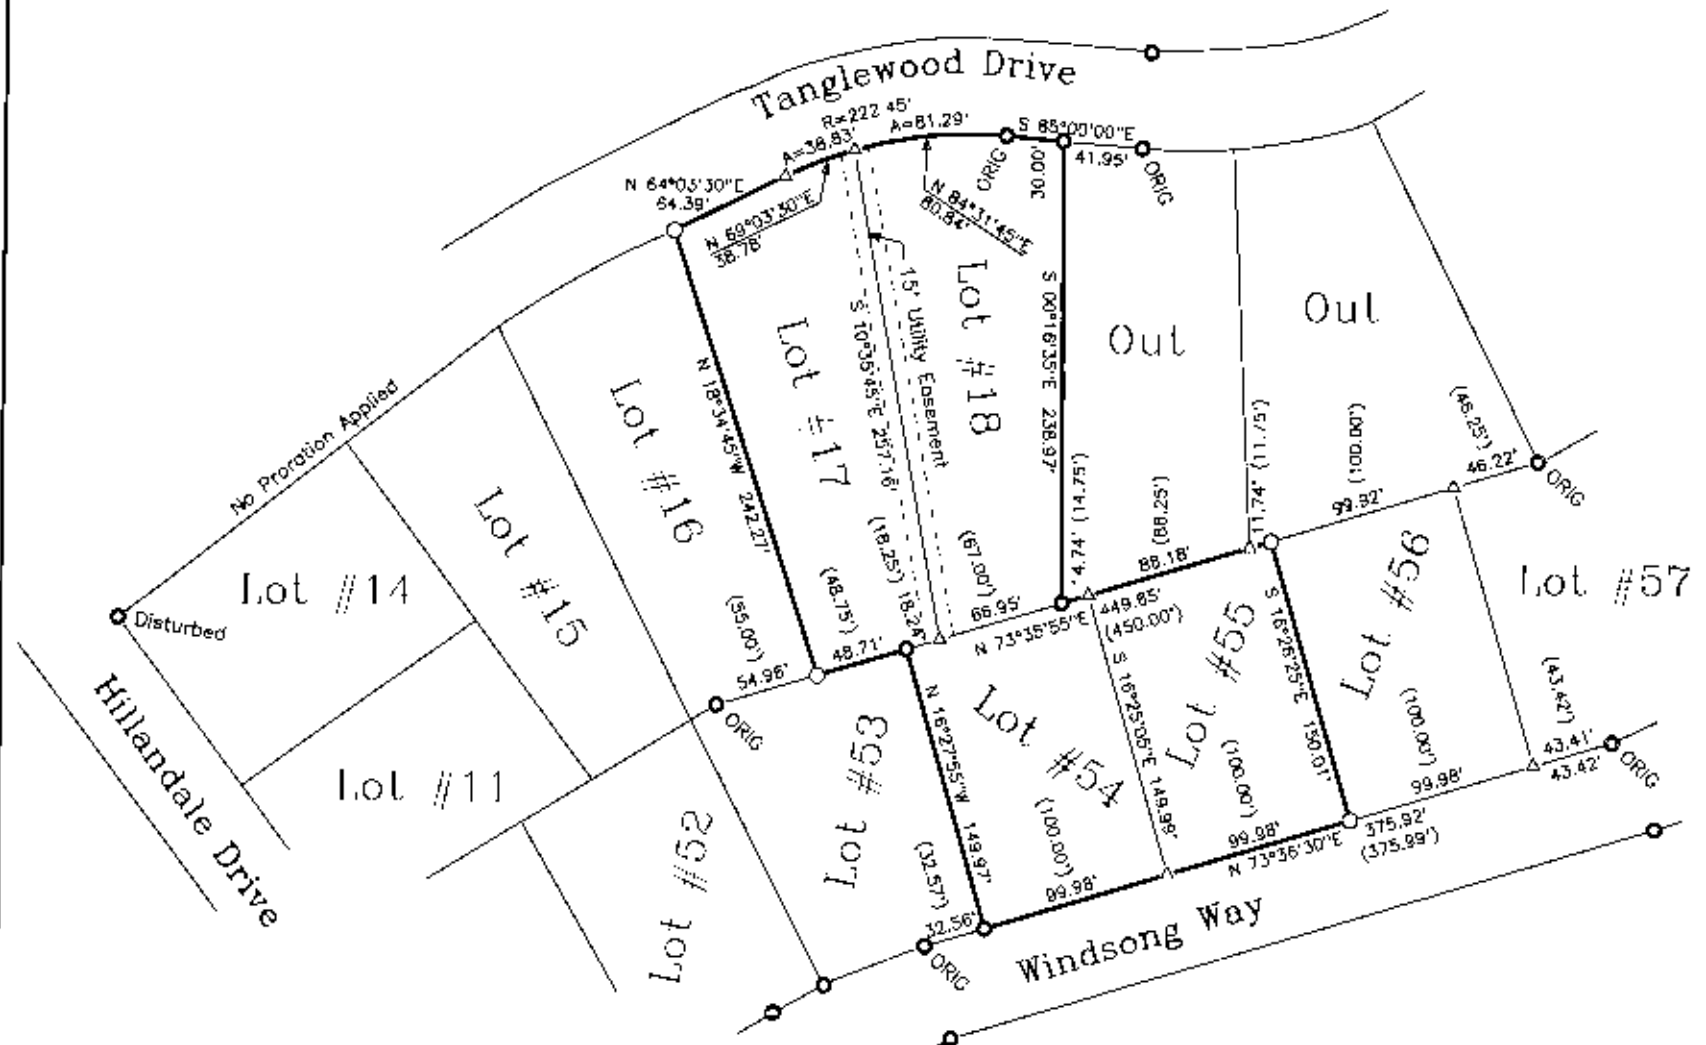 Tanglewood Drive
R=222.45'
A=38.83'
A=81.29'
S 85°00'00"E
30.00'
41.95'
ORIG
ORIG
N 64°03'30"E
64.39'
N 69°03'30"E
38.78'
N 84°31'45"E
80.84'
15' Utility Easement
Lot #18
S 00°16'35"E 238.97'
Out
Out
S 10°35'45"E 257.16'
Lot #17
N 18°34'45"W 242.27'
Lot #16
No Proration Applied
Lot #15
Lot #14
Disturbed
Hillandale Drive
Lot #11
(55.00')
54.96'
ORIG
(48.75')
48.71'
(18.25')
18.24'
(67.00')
66.95'
N 73°35'55"E
449.85'
(450.00')
14.74' (14.75')
(88.25')
88.18'
11.74' (11.75')
(100.00')
99.92'
(46.25')
46.22'
ORIG
Lot #57
Lot #56
S 16°26'25"E 150.01'
Lot #55
S 16°25'05"E 149.99'
Lot #54
N 16°27'55"W 149.97'
Lot #53
Lot #52
(32.57')
32.56'
ORIG
(100.00')
99.98'
(100.00')
99.98'
N 73°36'30"E
375.92'
(375.99')
(100.00')
99.98'
(43.42')
43.41'
43.42'
ORIG
Windsong Way